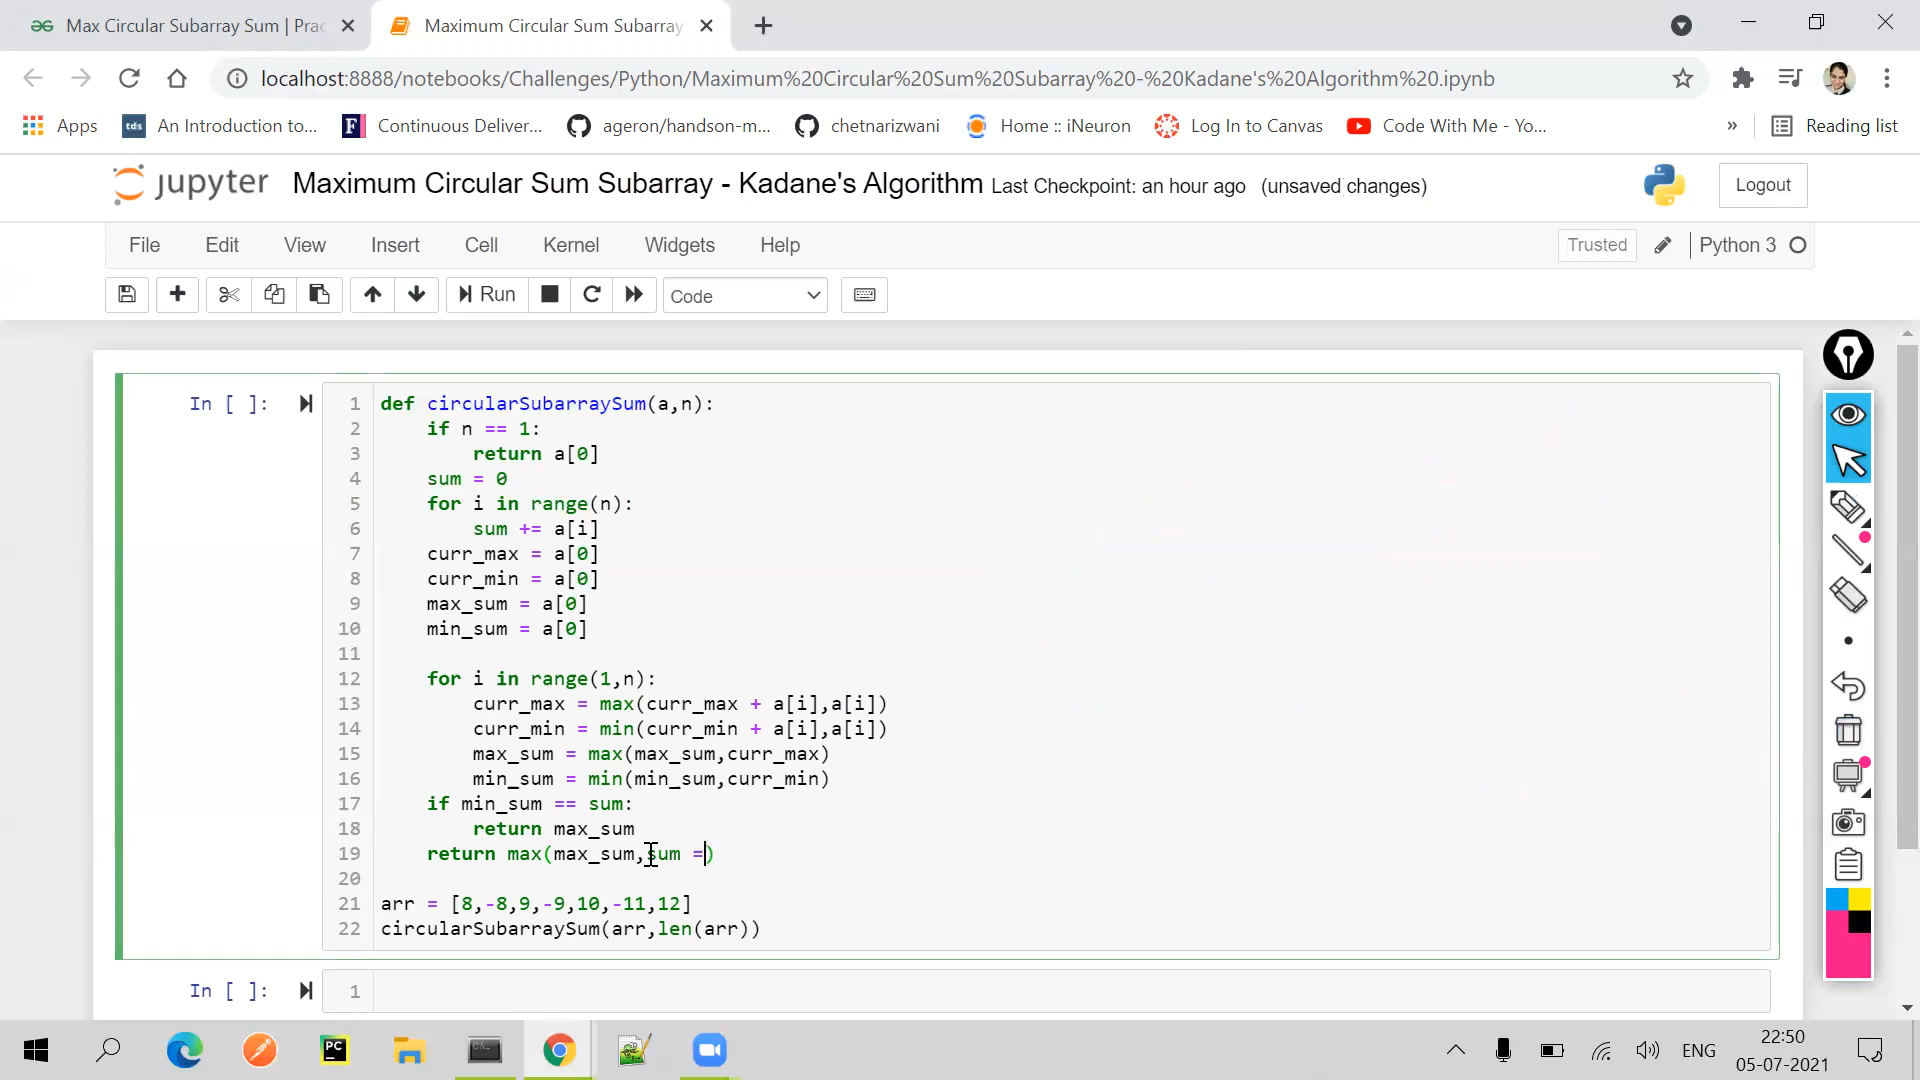 Max Circular Subarray Sum | Prac
Maximum Circular Sum Subarray
localhost:8888/notebooks/Challenges/Python/Maximum%20Circular%20Sum%20Subarray%20-%20Kadane's%20Algorithm%20.ipynb
Apps
tds An Introduction to...
F Continuous Deliver...
ageron/handson-m...
chetnarizwani
Home :: iNeuron
Log In to Canvas
Code With Me - Yo...
»
Reading list
jupyter Maximum Circular Sum Subarray - Kadane's Algorithm Last Checkpoint: an hour ago (unsaved changes)
Logout
File Edit View Insert Cell Kernel Widgets Help
Trusted Python 3
Run Code
In [ ]:
1 def circularSubarraySum(a,n):
2 if n == 1:
3 return a[0]
4 sum = 0
5 for i in range(n):
6 sum += a[i]
7 curr_max = a[0]
8 curr_min = a[0]
9 max_sum = a[0]
10 min_sum = a[0]
11
12 for i in range(1,n):
13 curr_max = max(curr_max + a[i],a[i])
14 curr_min = min(curr_min + a[i],a[i])
15 max_sum = max(max_sum,curr_max)
16 min_sum = min(min_sum,curr_min)
17 if min_sum == sum:
18 return max_sum
19 return max(max_sum,sum =)
20
21 arr = [8,-8,9,-9,10,-11,12]
22 circularSubarraySum(arr,len(arr))
In [ ]: 1
PC
ENG
22:50
05-07-2021